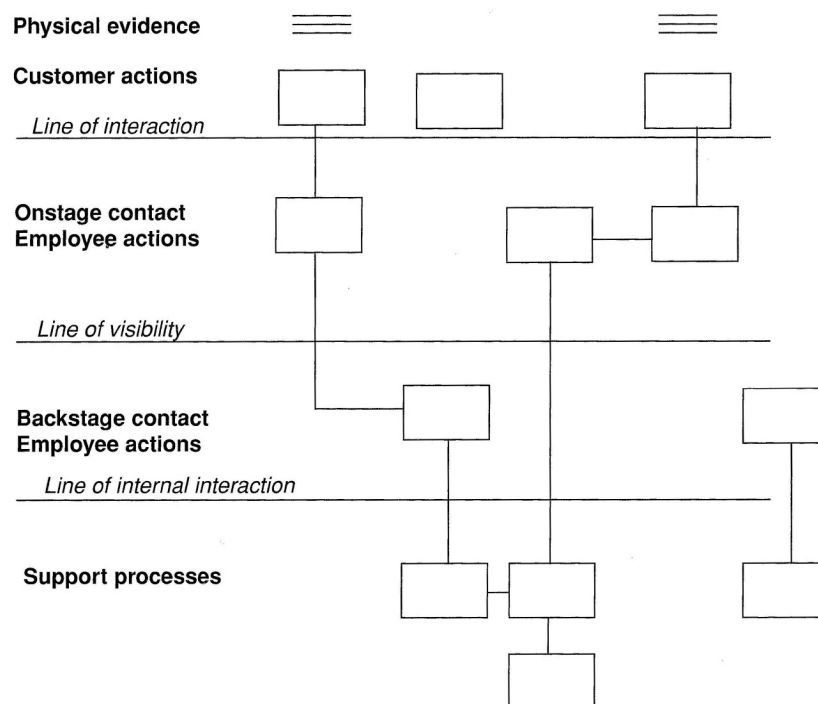 Physical evidence
Customer actions
Line of interaction
Onstage contact
Employee actions
Line of visibility
Backstage contact
Employee actions
Line of internal interaction
Support processes